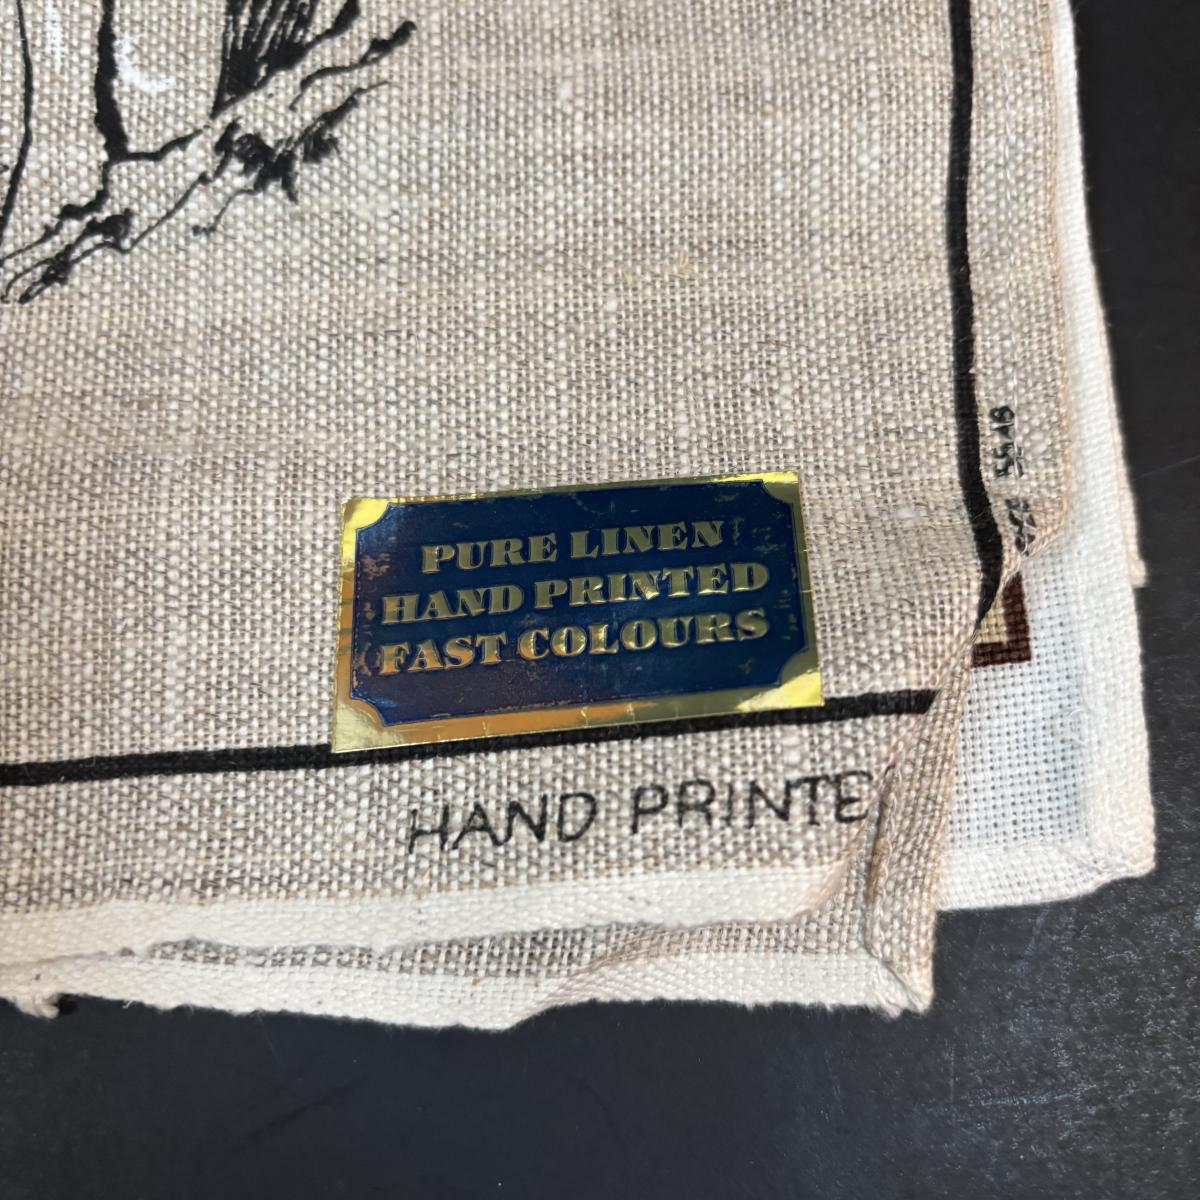 PURE LINEN
HAND PRINTED
FAST COLOURS
HAND PRINTE